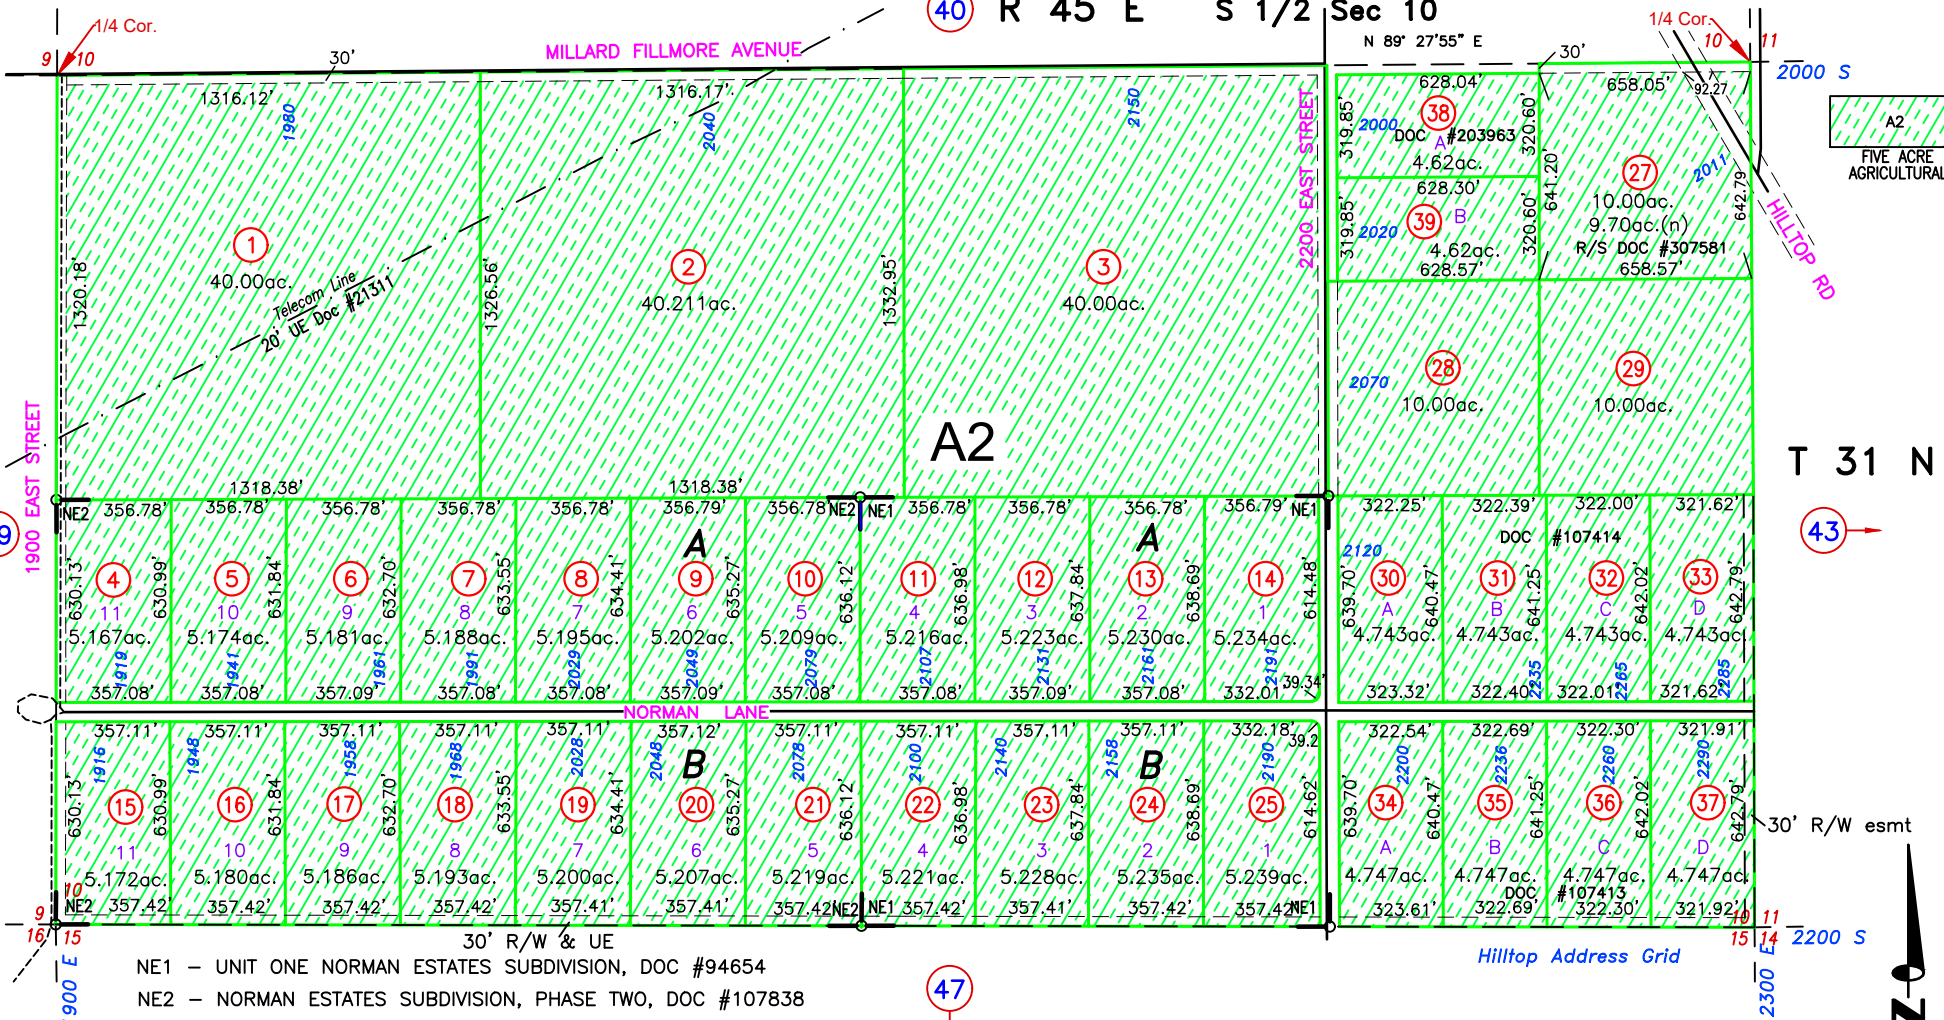 40 R 45 E S 1/2 Sec 10
1/4 Cor.
1/4 Cor.
9 10
10 11
MILLARD FILLMORE AVENUE
30'
N 89° 27'55" E
30'
2000 S
1316.12'
1316.17'
628.04'
658.05'
92.27
1980
2040
2150
2200 EAST STREET
319.85'
2000
38
DOC #203963
A
4.62ac.
320.60'
641.20'
27
2011
10.00ac.
9.70ac.(n)
R/S DOC #307581
658.57'
642.79'
HILLTOP RD
A2
FIVE ACRE
AGRICULTURAL
628.30'
319.85'
2020
39
B
4.62ac.
320.60'
628.57'
1
40.00ac.
2
40.211ac.
3
40.00ac.
1320.18'
1326.56'
1332.95'
Telecom Line
20' UE Doc #21311
28
2070
10.00ac.
29
10.00ac.
A2
T 31 N
1900 EAST STREET
1318.38'
1318.38'
9
43
NE2 356.78' 356.78' 356.78' 356.78' 356.78' 356.79' 356.78' NE2 NE1 356.78' 356.78' 356.78' 356.79' NE1 322.25' 322.39' 322.00' 321.62'
A A
DOC #107414
2120
4 5 6 7 8 9 10 11 12 13 14 30 31 32 33
630.13' 630.99' 631.84' 632.70' 633.55' 634.41' 635.27' 636.12' 636.98' 637.84' 638.69' 614.48' 639.70' 640.47' 641.25' 642.02' 642.79'
11 10 9 8 7 6 5 4 3 2 1 A B C D
5.167ac. 5.174ac. 5.181ac. 5.188ac. 5.195ac. 5.202ac. 5.209ac. 5.216ac. 5.223ac. 5.230ac. 5.234ac. 4.743ac. 4.743ac. 4.743ac. 4.743ac.
1919 1941 1961 1991 2029 2049 2079 2107 2131 2161 2191 2235 2265 2285
357.08' 357.08' 357.09' 357.08' 357.08' 357.09' 357.08' 357.08' 357.09' 357.08' 332.01' 39.34' 323.32' 322.40' 322.01' 321.62'
NORMAN LANE
357.11' 357.11' 357.11' 357.11' 357.11' 357.12' 357.11' 357.11' 357.11' 357.11' 332.18' 39.2 322.54' 322.69' 322.30' 321.91'
1916 1948 1958 1968 2028 2048 2078 2100 2140 2158 2190 2200 2236 2260 2290
B B
15 16 17 18 19 20 21 22 23 24 25 34 35 36 37
630.13' 630.99' 631.84' 632.70' 633.55' 634.41' 635.27' 636.12' 636.98' 637.84' 638.69' 614.62' 639.70' 640.47' 641.25' 642.02' 642.79'
30' R/W esmt
11 10 9 8 7 6 5 4 3 2 1 A B C D
5.172ac. 5.180ac. 5.186ac. 5.193ac. 5.200ac. 5.207ac. 5.219ac. 5.221ac. 5.228ac. 5.235ac. 5.239ac. 4.747ac. 4.747ac. 4.747ac. 4.747ac.
DOC #107413
NE2 357.42' 357.42' 357.42' 357.42' 357.41' 357.41' 357.42' NE2 NE1 357.42' 357.41' 357.42' 357.42' NE1 323.61' 322.69' 322.30' 321.92'
9 10
16 15
10 11
15 14
2200 S
30' R/W & UE
Hilltop Address Grid
NE1 – UNIT ONE NORMAN ESTATES SUBDIVISION, DOC #94654
NE2 – NORMAN ESTATES SUBDIVISION, PHASE TWO, DOC #107838
47
900 E
2300 E
N